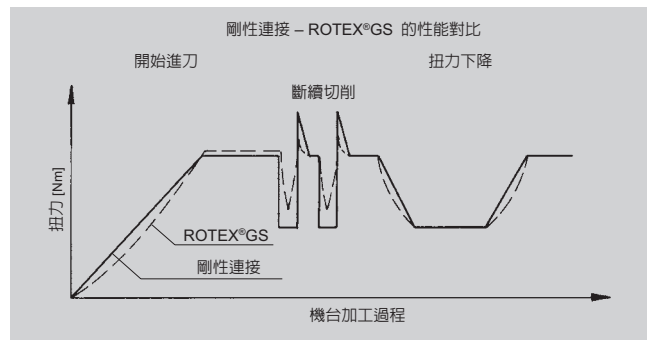 剛性連接 – ROTEX®GS 的性能對比
開始進刀
扭力下降
斷續切削
扭力 [Nm]
ROTEX®GS
剛性連接
機台加工過程